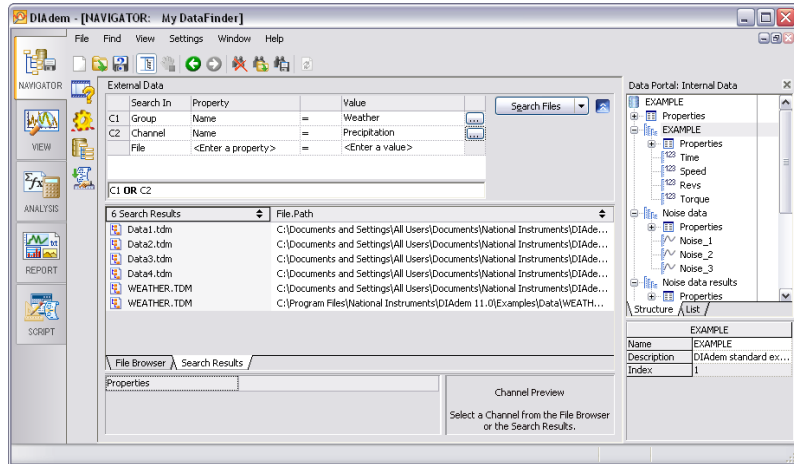 DIAdem - [NAVIGATOR: My DataFinder]
File Find View Settings Window Help
NAVIGATOR
VIEW
ANALYSIS
REPORT
SCRIPT
External Data
Search In Property Value
C1 Group Name = Weather ...
C2 Channel Name = Precipitation ...
File <Enter a property> = <Enter a value>
Search Files
C1 OR C2
6 Search Results File.Path
Data1.tdm C:\Documents and Settings\All Users\Documents\National Instruments\DIAde...
Data2.tdm C:\Documents and Settings\All Users\Documents\National Instruments\DIAde...
Data3.tdm C:\Documents and Settings\All Users\Documents\National Instruments\DIAde...
Data4.tdm C:\Documents and Settings\All Users\Documents\National Instruments\DIAde...
WEATHER.TDM C:\Documents and Settings\All Users\Documents\National Instruments\DIAde...
WEATHER.TDM C:\Program Files\National Instruments\DIAdem 11.0\Examples\Data\WEATH...
File Browser Search Results
Properties
Channel Preview
Select a Channel from the File Browser
or the Search Results.
Data Portal: Internal Data
EXAMPLE
Properties
EXAMPLE
Properties
123 Time
123 Speed
123 Revs
123 Torque
Noise data
Properties
Noise_1
Noise_2
Noise_3
Noise data results
Properties
Structure List
EXAMPLE
Name EXAMPLE
Description DIAdem standard ex...
Index 1